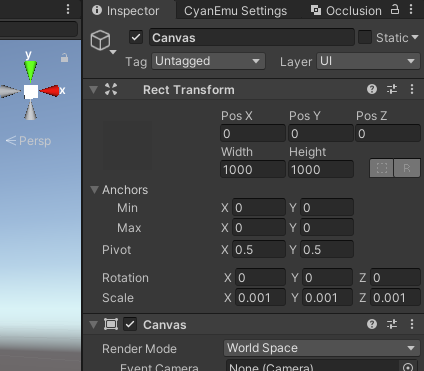 Inspector CyanEmu Settings Occlusion
Canvas Static
Tag Untagged Layer UI
y
x
Persp
Rect Transform
Pos X Pos Y Pos Z
0 0 0
Width Height
1000 1000 R
Anchors
Min X 0 Y 0
Max X 0 Y 0
Pivot X 0.5 Y 0.5
Rotation X 0 Y 0 Z 0
Scale X 0.001 Y 0.001 Z 0.001
Canvas
Render Mode World Space
Event Camera None (Camera)